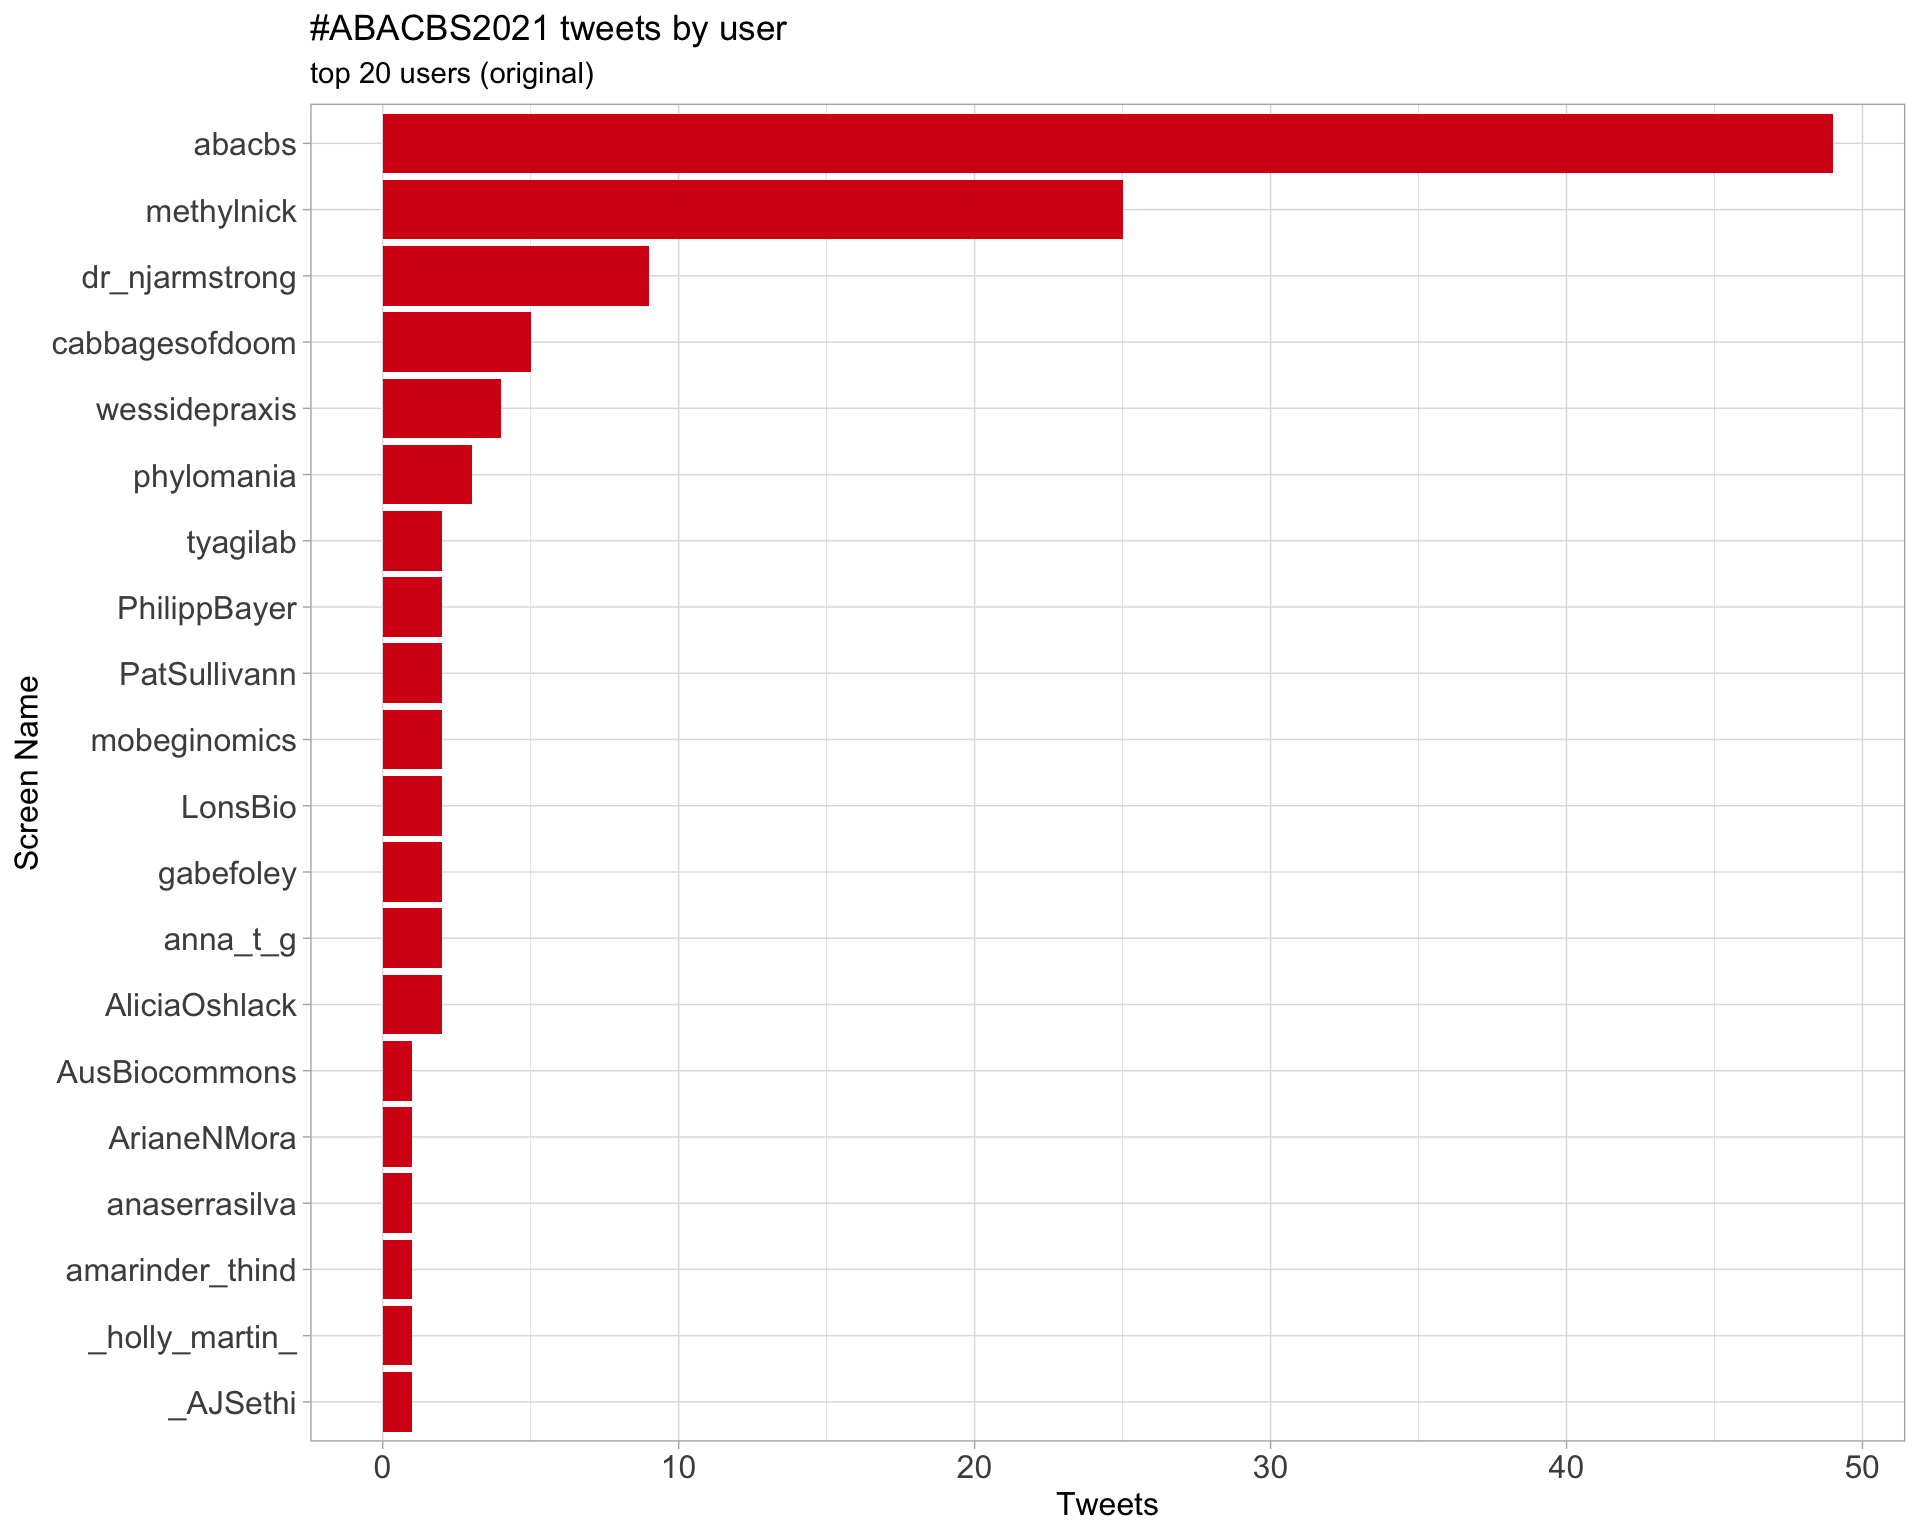 #ABACBS2021 tweets by user
top 20 users (original)
Screen Name
abacbs
methylnick
dr_njarmstrong
cabbagesofdoom
wessidepraxis
phylomania
tyagilab
PhilippBayer
PatSullivann
mobeginomics
LonsBio
gabefoley
anna_t_g
AliciaOshlack
AusBiocommons
ArianeNMora
anaserrasilva
amarinder_thind
_holly_martin_
_AJSethi
0 10 20 30 40 50
Tweets